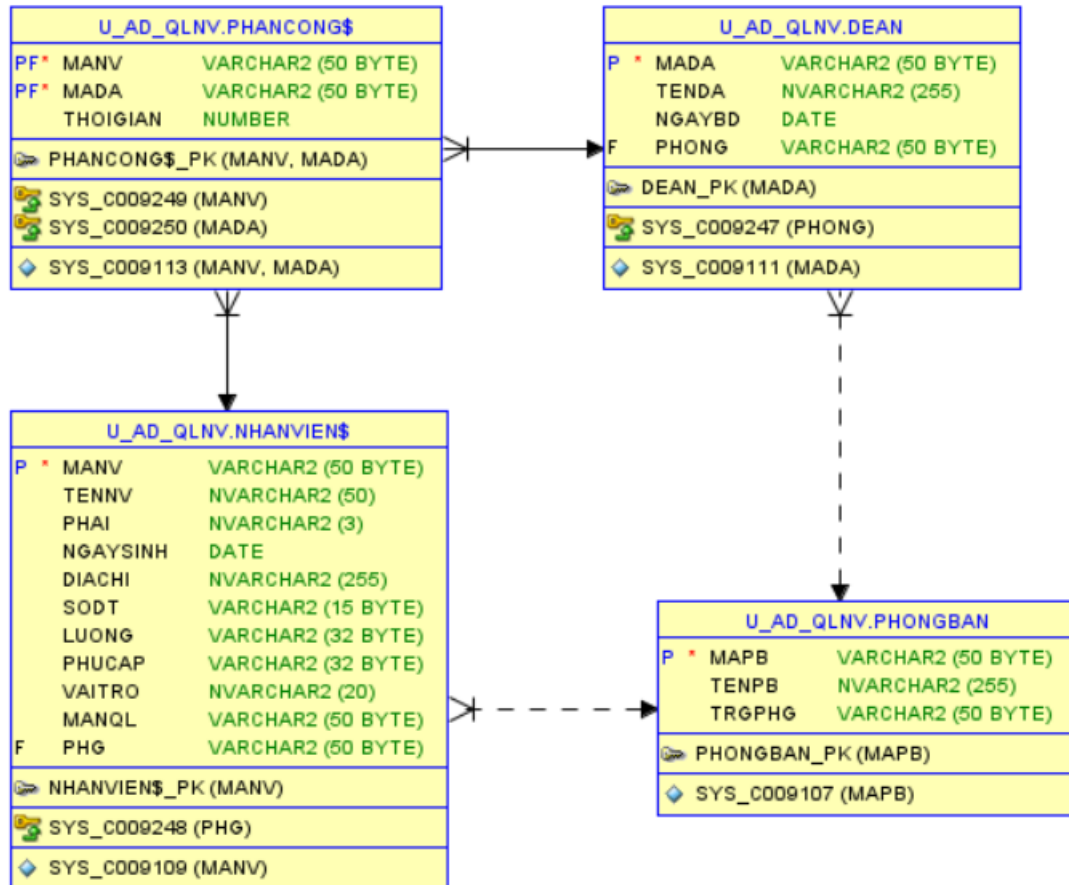 U_AD_QLNV.PHANCONG$
PF* MANV VARCHAR2 (50 BYTE)
PF* MADA VARCHAR2 (50 BYTE)
THOIGIAN NUMBER
PHANCONG$_PK (MANV, MADA)
SYS_C009249 (MANV)
SYS_C009250 (MADA)
SYS_C009113 (MANV, MADA)
U_AD_QLNV.DEAN
P * MADA VARCHAR2 (50 BYTE)
TENDA NVARCHAR2 (255)
NGAYBD DATE
F PHONG VARCHAR2 (50 BYTE)
DEAN_PK (MADA)
SYS_C009247 (PHONG)
SYS_C009111 (MADA)
U_AD_QLNV.NHANVIEN$
P * MANV VARCHAR2 (50 BYTE)
TENNV NVARCHAR2 (50)
PHAI NVARCHAR2 (3)
NGAYSINH DATE
DIACHI NVARCHAR2 (255)
SODT VARCHAR2 (15 BYTE)
LUONG VARCHAR2 (32 BYTE)
PHUCAP VARCHAR2 (32 BYTE)
VAITRO NVARCHAR2 (20)
MANQL VARCHAR2 (50 BYTE)
F PHG VARCHAR2 (50 BYTE)
NHANVIEN$_PK (MANV)
SYS_C009248 (PHG)
SYS_C009109 (MANV)
U_AD_QLNV.PHONGBAN
P * MAPB VARCHAR2 (50 BYTE)
TENPB NVARCHAR2 (255)
TRGPHG VARCHAR2 (50 BYTE)
PHONGBAN_PK (MAPB)
SYS_C009107 (MAPB)